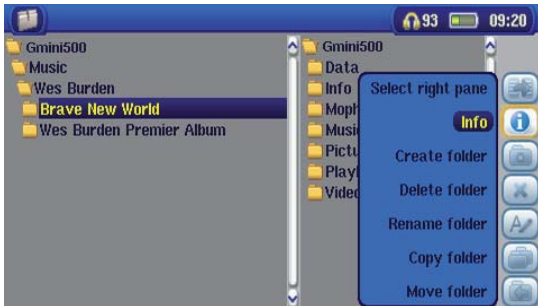 93 09:20
Gmini500
Music
Wes Burden
Brave New World
Wes Burden Premier Album
Gmini500
Data
Info
Moph
Musi
Pictu
Playl
Video
Select right pane
Info
Create folder
Delete folder
Rename folder
Copy folder
Move folder